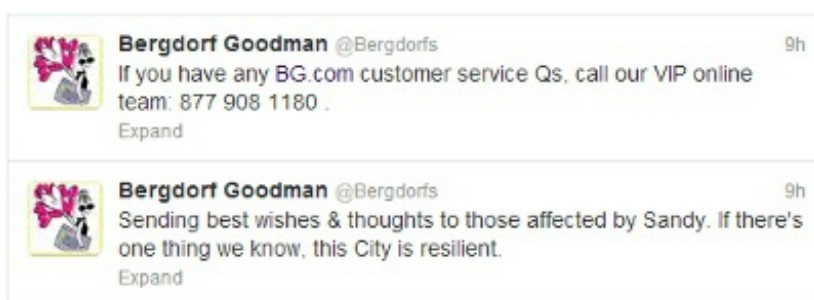 Bergdorf Goodman @Bergdorfs 9h
If you have any BG.com customer service Qs, call our VIP online
team: 877 908 1180 .
Expand
Bergdorf Goodman @Bergdorfs 9h
Sending best wishes & thoughts to those affected by Sandy. If there's
one thing we know, this City is resilient.
Expand